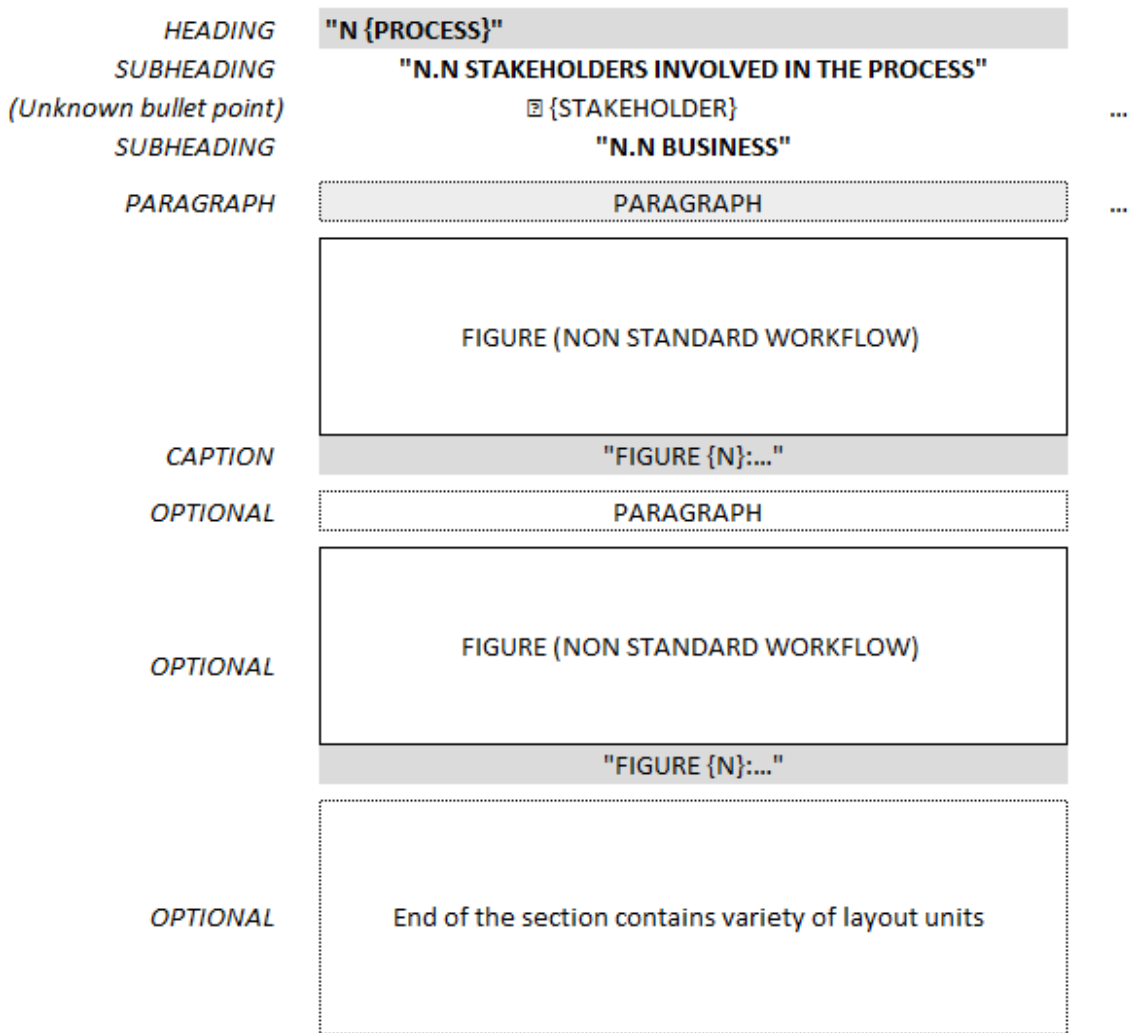 HEADING "N {PROCESS}"
SUBHEADING "N.N STAKEHOLDERS INVOLVED IN THE PROCESS"
(Unknown bullet point) ⍰ {STAKEHOLDER} ...
SUBHEADING "N.N BUSINESS"
PARAGRAPH PARAGRAPH ...
FIGURE (NON STANDARD WORKFLOW)
CAPTION "FIGURE {N}:..."
OPTIONAL PARAGRAPH
FIGURE (NON STANDARD WORKFLOW)
OPTIONAL
"FIGURE {N}:..."
OPTIONAL End of the section contains variety of layout units